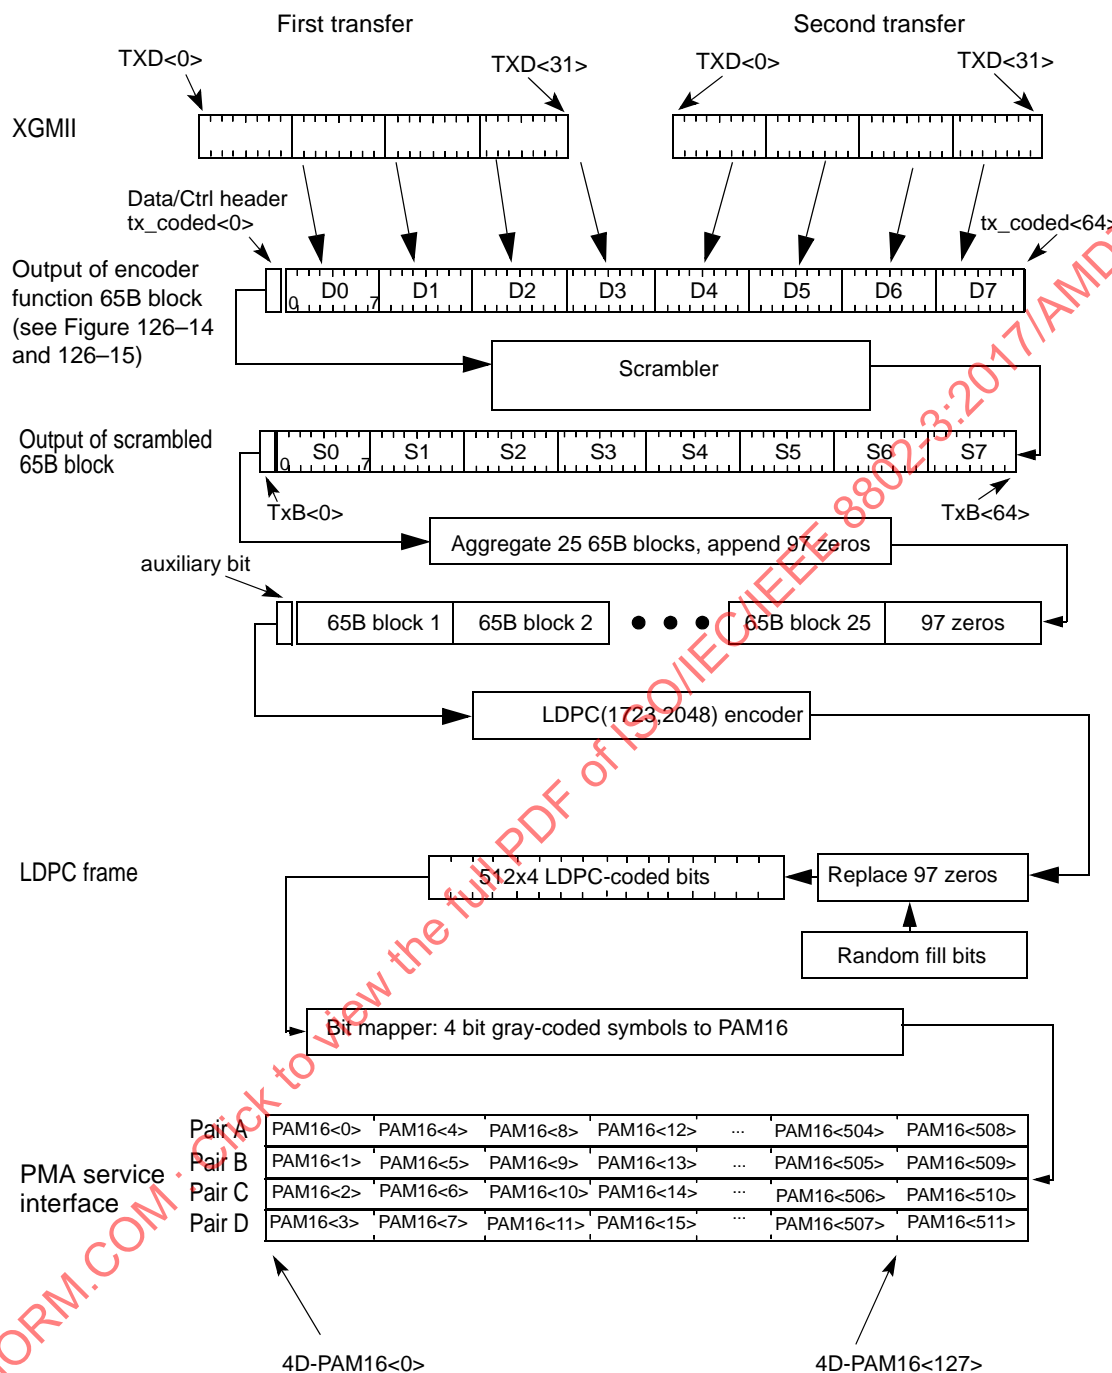 First transfer
Second transfer
TXD<0>
TXD<31>
TXD<0>
TXD<31>
XGMII
Data/Ctrl header
tx_coded<0>
tx_coded<64>
Output of encoder
function 65B block
(see Figure 126–14
and 126–15)
0 D0 7 D1 D2 D3 D4 D5 D6 D7
Scrambler
Output of scrambled
65B block
0 S0 7 S1 S2 S3 S4 S5 S6 S7
TxB<0>
TxB<64>
Aggregate 25 65B blocks, append 97 zeros
auxiliary bit
65B block 1 65B block 2 ● ● ● 65B block 25 97 zeros
LDPC(1723,2048) encoder
LDPC frame
512x4 LDPC-coded bits
Replace 97 zeros
Random fill bits
Bit mapper: 4 bit gray-coded symbols to PAM16
PMA service
interface
Pair A PAM16<0> PAM16<4> PAM16<8> PAM16<12> ... PAM16<504> PAM16<508>
Pair B PAM16<1> PAM16<5> PAM16<9> PAM16<13> ... PAM16<505> PAM16<509>
Pair C PAM16<2> PAM16<6> PAM16<10> PAM16<14> ... PAM16<506> PAM16<510>
Pair D PAM16<3> PAM16<7> PAM16<11> PAM16<15> ... PAM16<507> PAM16<511>
4D-PAM16<0>
4D-PAM16<127>
ORM.COM : Click to view the full PDF of ISO/IEC/IEEE 8802-3:2017/AMD